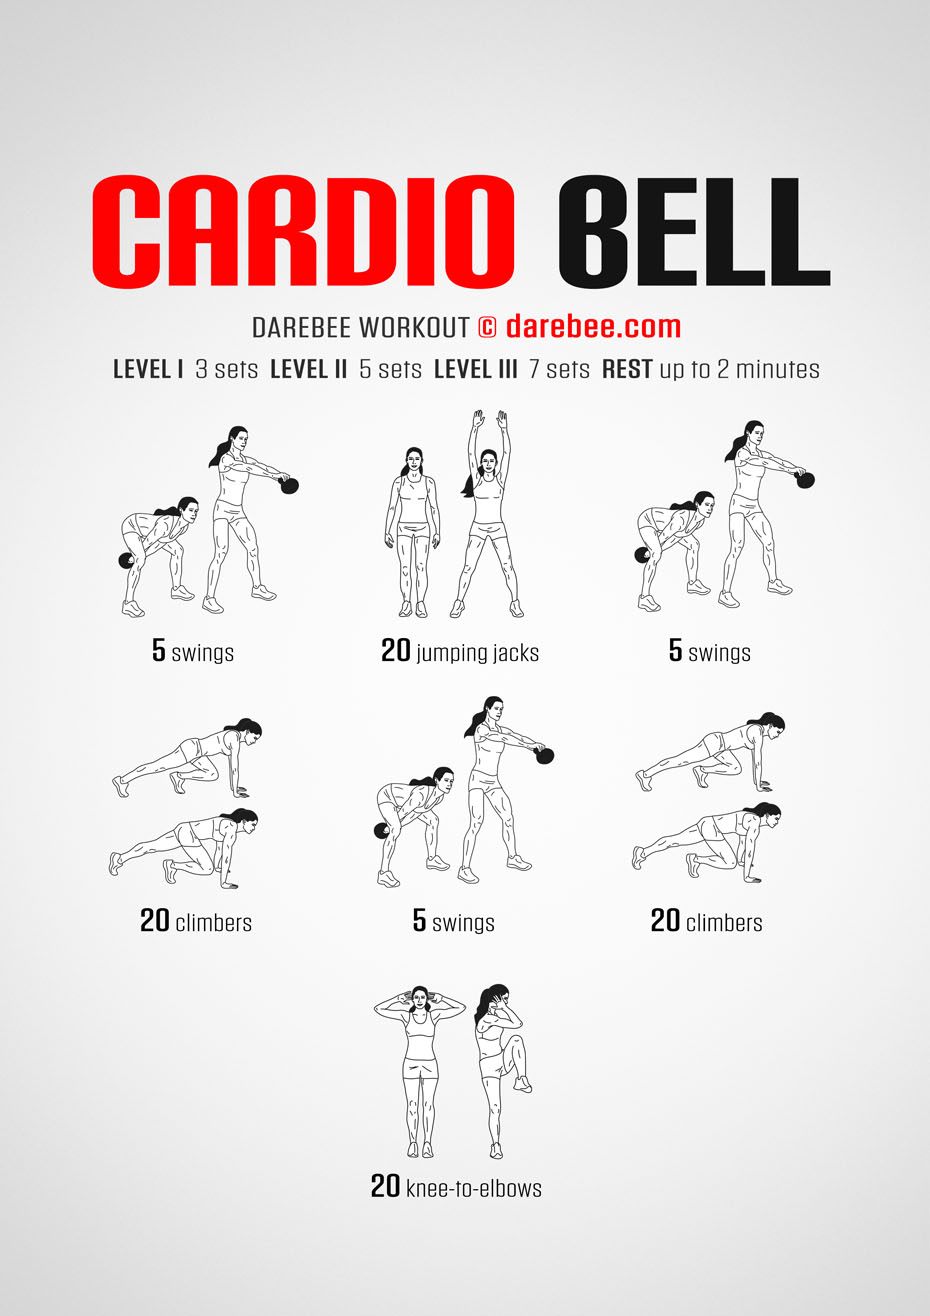 CARDIO BELL
DAREBEE WORKOUT © darebee.com
LEVEL I 3 sets LEVEL II 5 sets LEVEL III 7 sets REST up to 2 minutes
5 swings
20 jumping jacks
5 swings
20 climbers
5 swings
20 climbers
20 knee-to-elbows